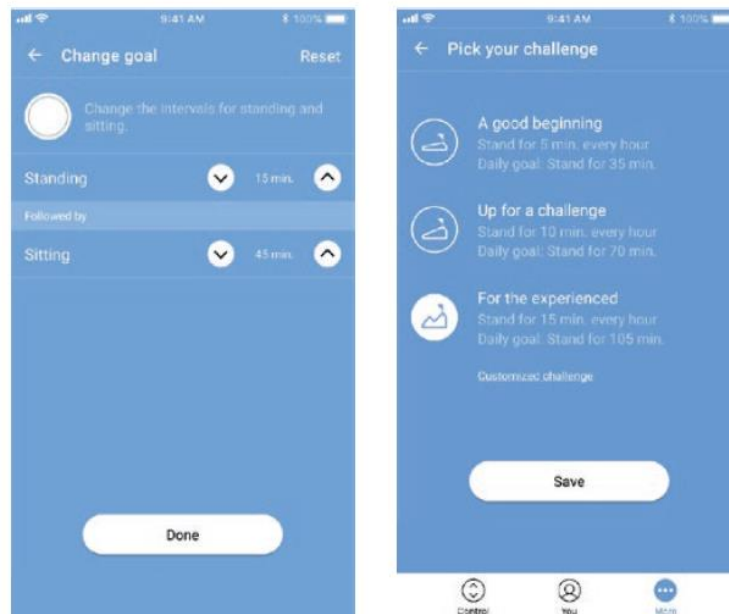 9:41 AM
100%
Change goal
Reset
Change the intervals for standing and
sitting.
Standing
15 min.
Followed by
Sitting
45 min.
Done
9:41 AM
100%
Pick your challenge
A good beginning
Stand for 5 min. every hour
Daily goal: Stand for 35 min.
Up for a challenge
Stand for 10 min. every hour
Daily goal: Stand for 70 min.
For the experienced
Stand for 15 min. every hour
Daily goal: Stand for 105 min.
Customized challenge
Save
Control
You
More